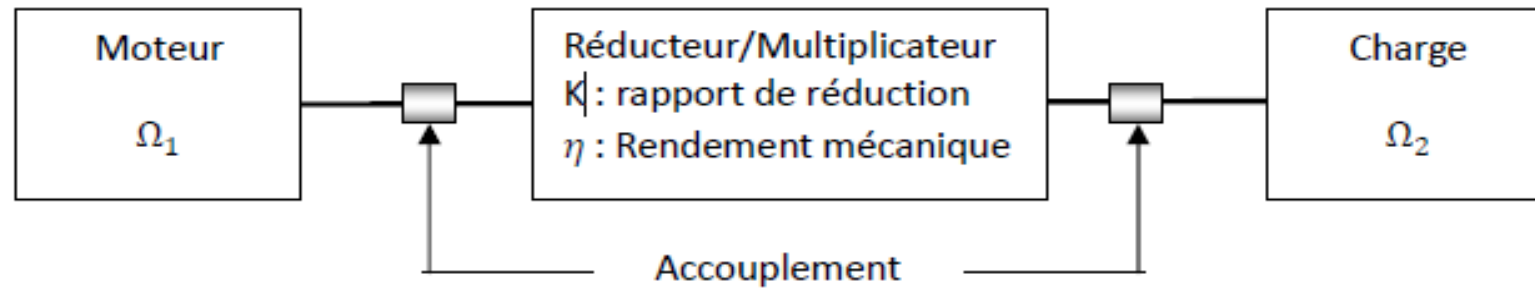 Moteur
Ω₁
Réducteur/Multiplicateur
K : rapport de réduction
η : Rendement mécanique
Charge
Ω₂
Accouplement